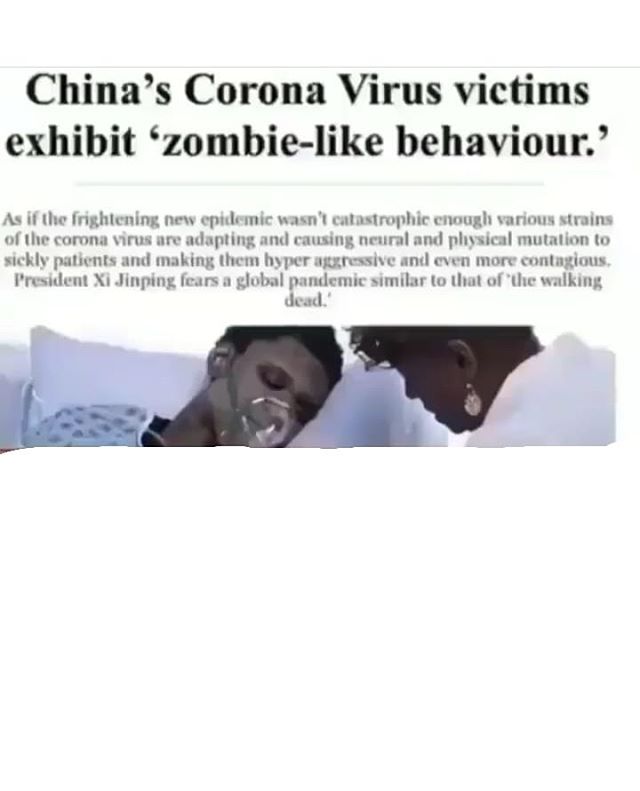 China's Corona Virus victims
exhibit 'zombie-like behaviour.'
As if the frightening new epidemic wasn't catastrophic enough various strains
of the corona virus are adapting and causing neural and physical mutation to
sickly patients and making them hyper aggressive and even more contagious.
President Xi Jinping fears a global pandemic similar to that of 'the walking
dead.'